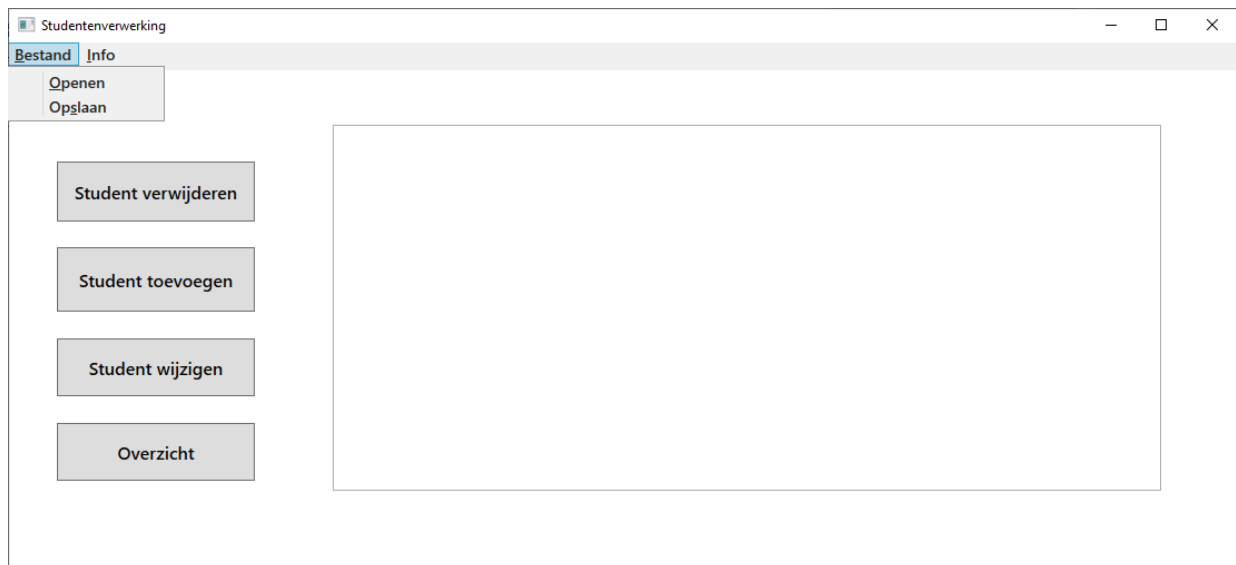 Studentenverwerking
Bestand Info
Openen
Opslaan
Student verwijderen
Student toevoegen
Student wijzigen
Overzicht